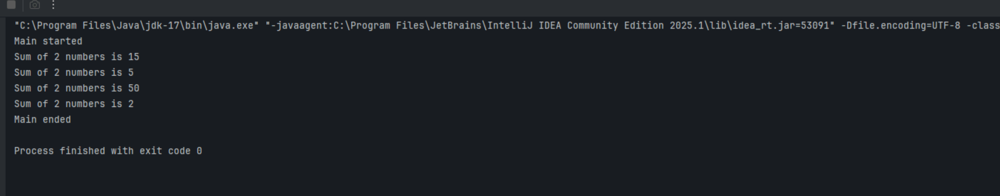 "C:\Program Files\Java\jdk-17\bin\java.exe" "-javaagent:C:\Program Files\JetBrains\IntelliJ IDEA Community Edition 2025.1\lib\idea_rt.jar=53091" -Dfile.encoding=UTF-8 -class
Main started
Sum of 2 numbers is 15
Sum of 2 numbers is 5
Sum of 2 numbers is 50
Sum of 2 numbers is 2
Main ended
Process finished with exit code 0